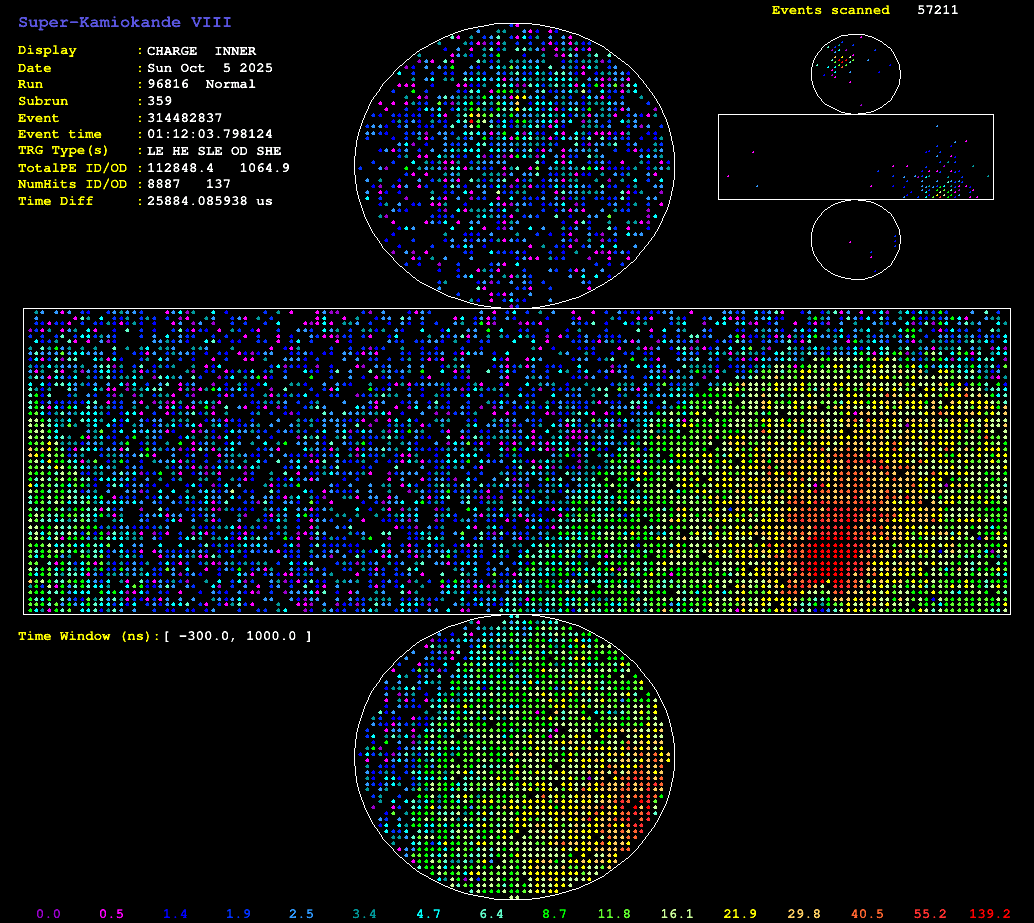 Super-Kamiokande VIII
Events scanned 57211
Display : CHARGE INNER
Date : Sun Oct 5 2025
Run : 96816 Normal
Subrun : 359
Event : 314482837
Event time : 01:12:03.798124
TRG Type(s) : LE HE SLE OD SHE
TotalPE ID/OD : 112848.4 1064.9
NumHits ID/OD : 8887 137
Time Diff : 25884.085938 us
Time Window (ns):[ -300.0, 1000.0 ]
0.0 0.5 1.4 1.9 2.5 3.4 4.7 6.4 8.7 11.8 16.1 21.9 29.8 40.5 55.2 139.2